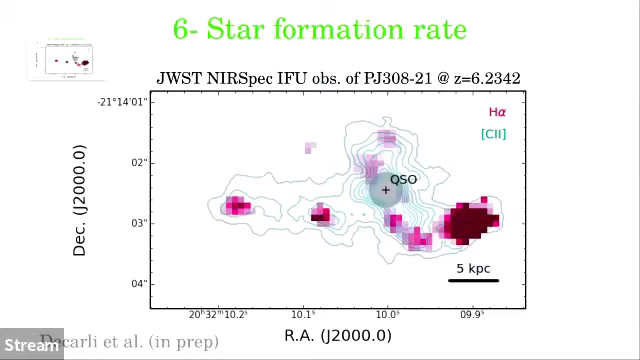 6- Star formation rate
JWST NIRSpec IFU obs. of PJ308-21 @ z=6.2342
-21°14'01"
Hα
[CII]
02"
QSO
Dec. (J2000.0)
03"
5 kpc
04"
20ʰ32ᵐ10.2ˢ 10.1ˢ 10.0ˢ 09.9ˢ
R.A. (J2000.0)
Decarli et al. (in prep)
Stream